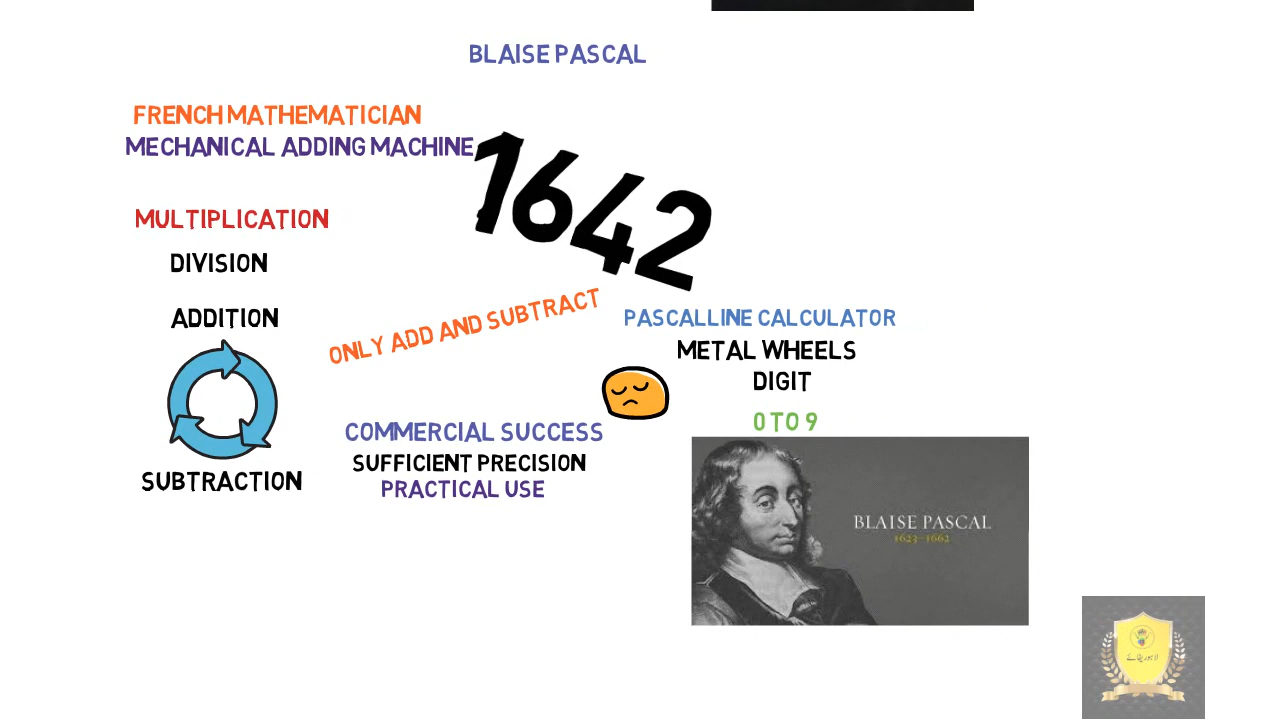 BLAISE PASCAL
FRENCH MATHEMATICIAN
MECHANICAL ADDING MACHINE
1642
MULTIPLICATION
DIVISION
ADDITION
SUBTRACTION
ONLY ADD AND SUBTRACT
COMMERCIAL SUCCESS
SUFFICIENT PRECISION
PRACTICAL USE
PASCALLINE CALCULATOR
METAL WHEELS
DIGIT
0 TO 9
BLAISE PASCAL
1623–1662